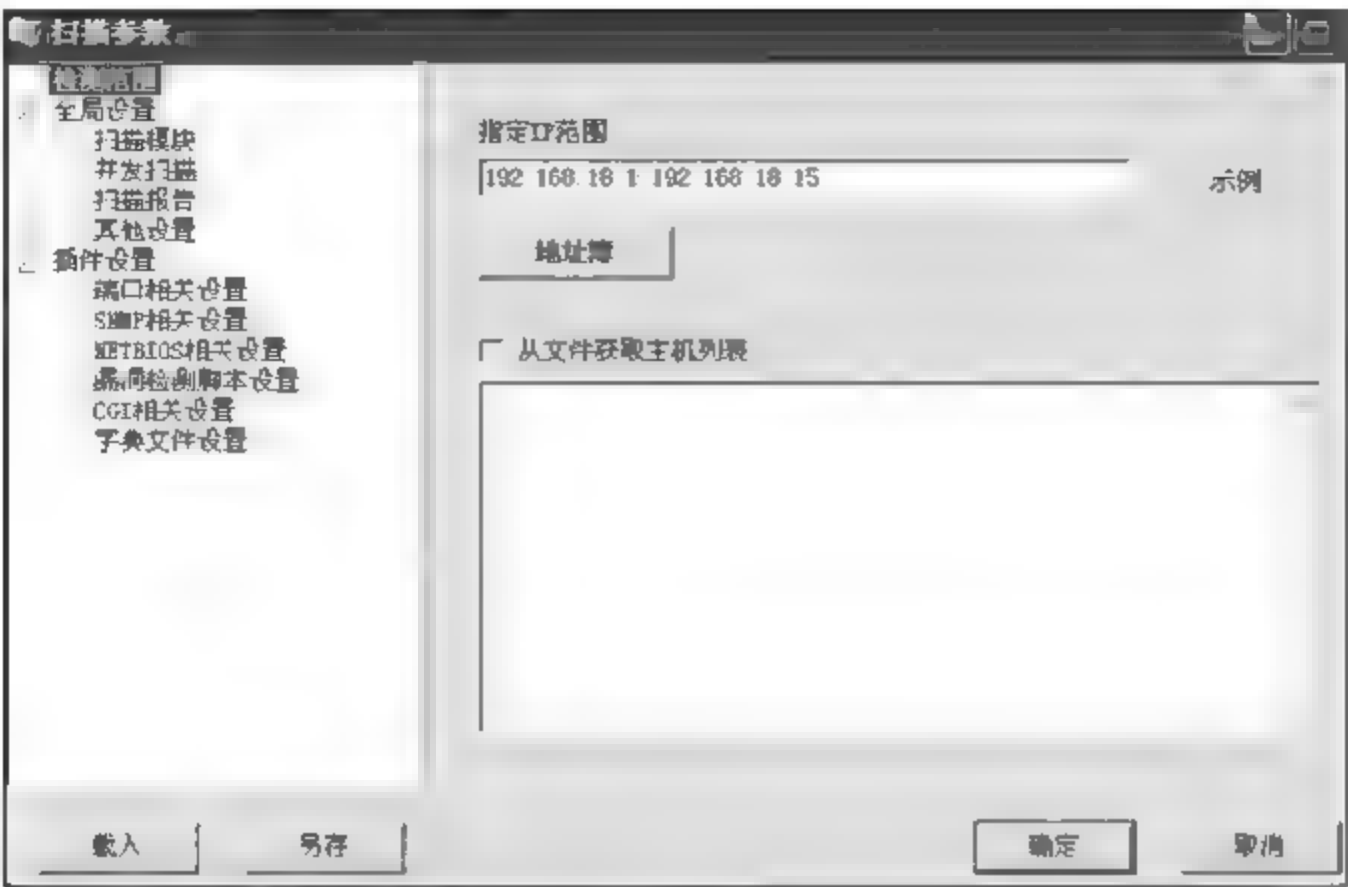 扫描参数
检测范围
全局设置
扫描模块
并发扫描
扫描报告
其他设置
插件设置
端口相关设置
SNMP相关设置
NETBIOS相关设置
漏洞检测脚本设置
CGI相关设置
字典文件设置
载入
另存
指定IP范围
192 168 18 1 192 168 18 15
示例
地址簿
从文件获取主机列表
确定
取消